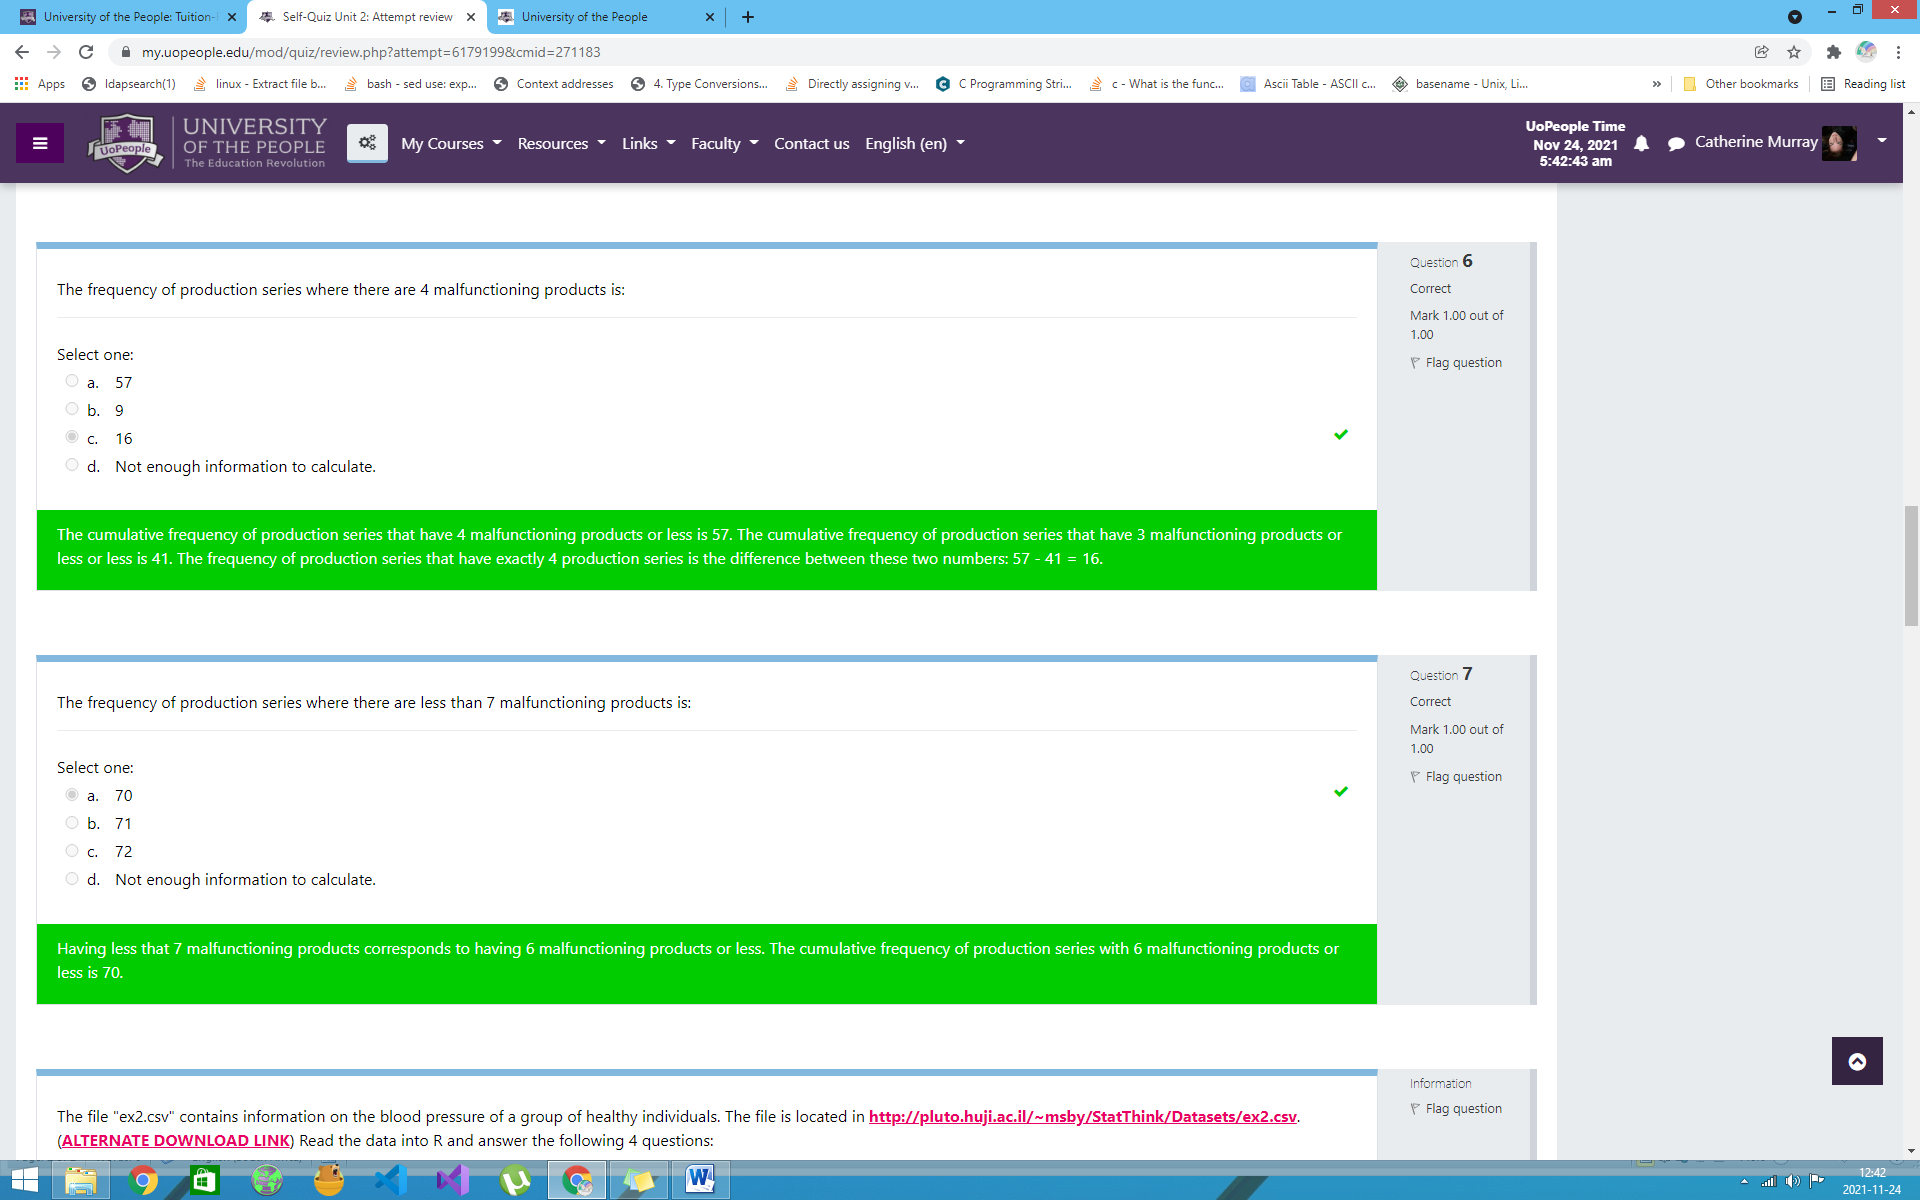 University of the People: Tuition-
Self-Quiz Unit 2: Attempt review
University of the People
my.uopeople.edu/mod/quiz/review.php?attempt=6179199&cmid=271183
Apps
ldapsearch(1)
linux - Extract file b...
bash - sed use: exp...
Context addresses
4. Type Conversions...
Directly assigning v...
C Programming Stri...
c - What is the func...
Ascii Table - ASCII c...
basename - Unix, Li...
»
Other bookmarks
Reading list
UoPeople
UNIVERSITY
OF THE PEOPLE
The Education Revolution
My Courses
Resources
Links
Faculty
Contact us
English (en)
UoPeople Time
Nov 24, 2021
5:42:43 am
Catherine Murray
The frequency of production series where there are 4 malfunctioning products is:
Select one:
a. 57
b. 9
c. 16
d. Not enough information to calculate.
The cumulative frequency of production series that have 4 malfunctioning products or less is 57. The cumulative frequency of production series that have 3 malfunctioning products or
less or less is 41. The frequency of production series that have exactly 4 production series is the difference between these two numbers: 57 - 41 = 16.
Question 6
Correct
Mark 1.00 out of
1.00
Flag question
The frequency of production series where there are less than 7 malfunctioning products is:
Select one:
a. 70
b. 71
c. 72
d. Not enough information to calculate.
Having less that 7 malfunctioning products corresponds to having 6 malfunctioning products or less. The cumulative frequency of production series with 6 malfunctioning products or
less is 70.
Question 7
Correct
Mark 1.00 out of
1.00
Flag question
The file "ex2.csv" contains information on the blood pressure of a group of healthy individuals. The file is located in http://pluto.huji.ac.il/~msby/StatThink/Datasets/ex2.csv.
(ALTERNATE DOWNLOAD LINK) Read the data into R and answer the following 4 questions:
Information
Flag question
12:42
2021-11-24